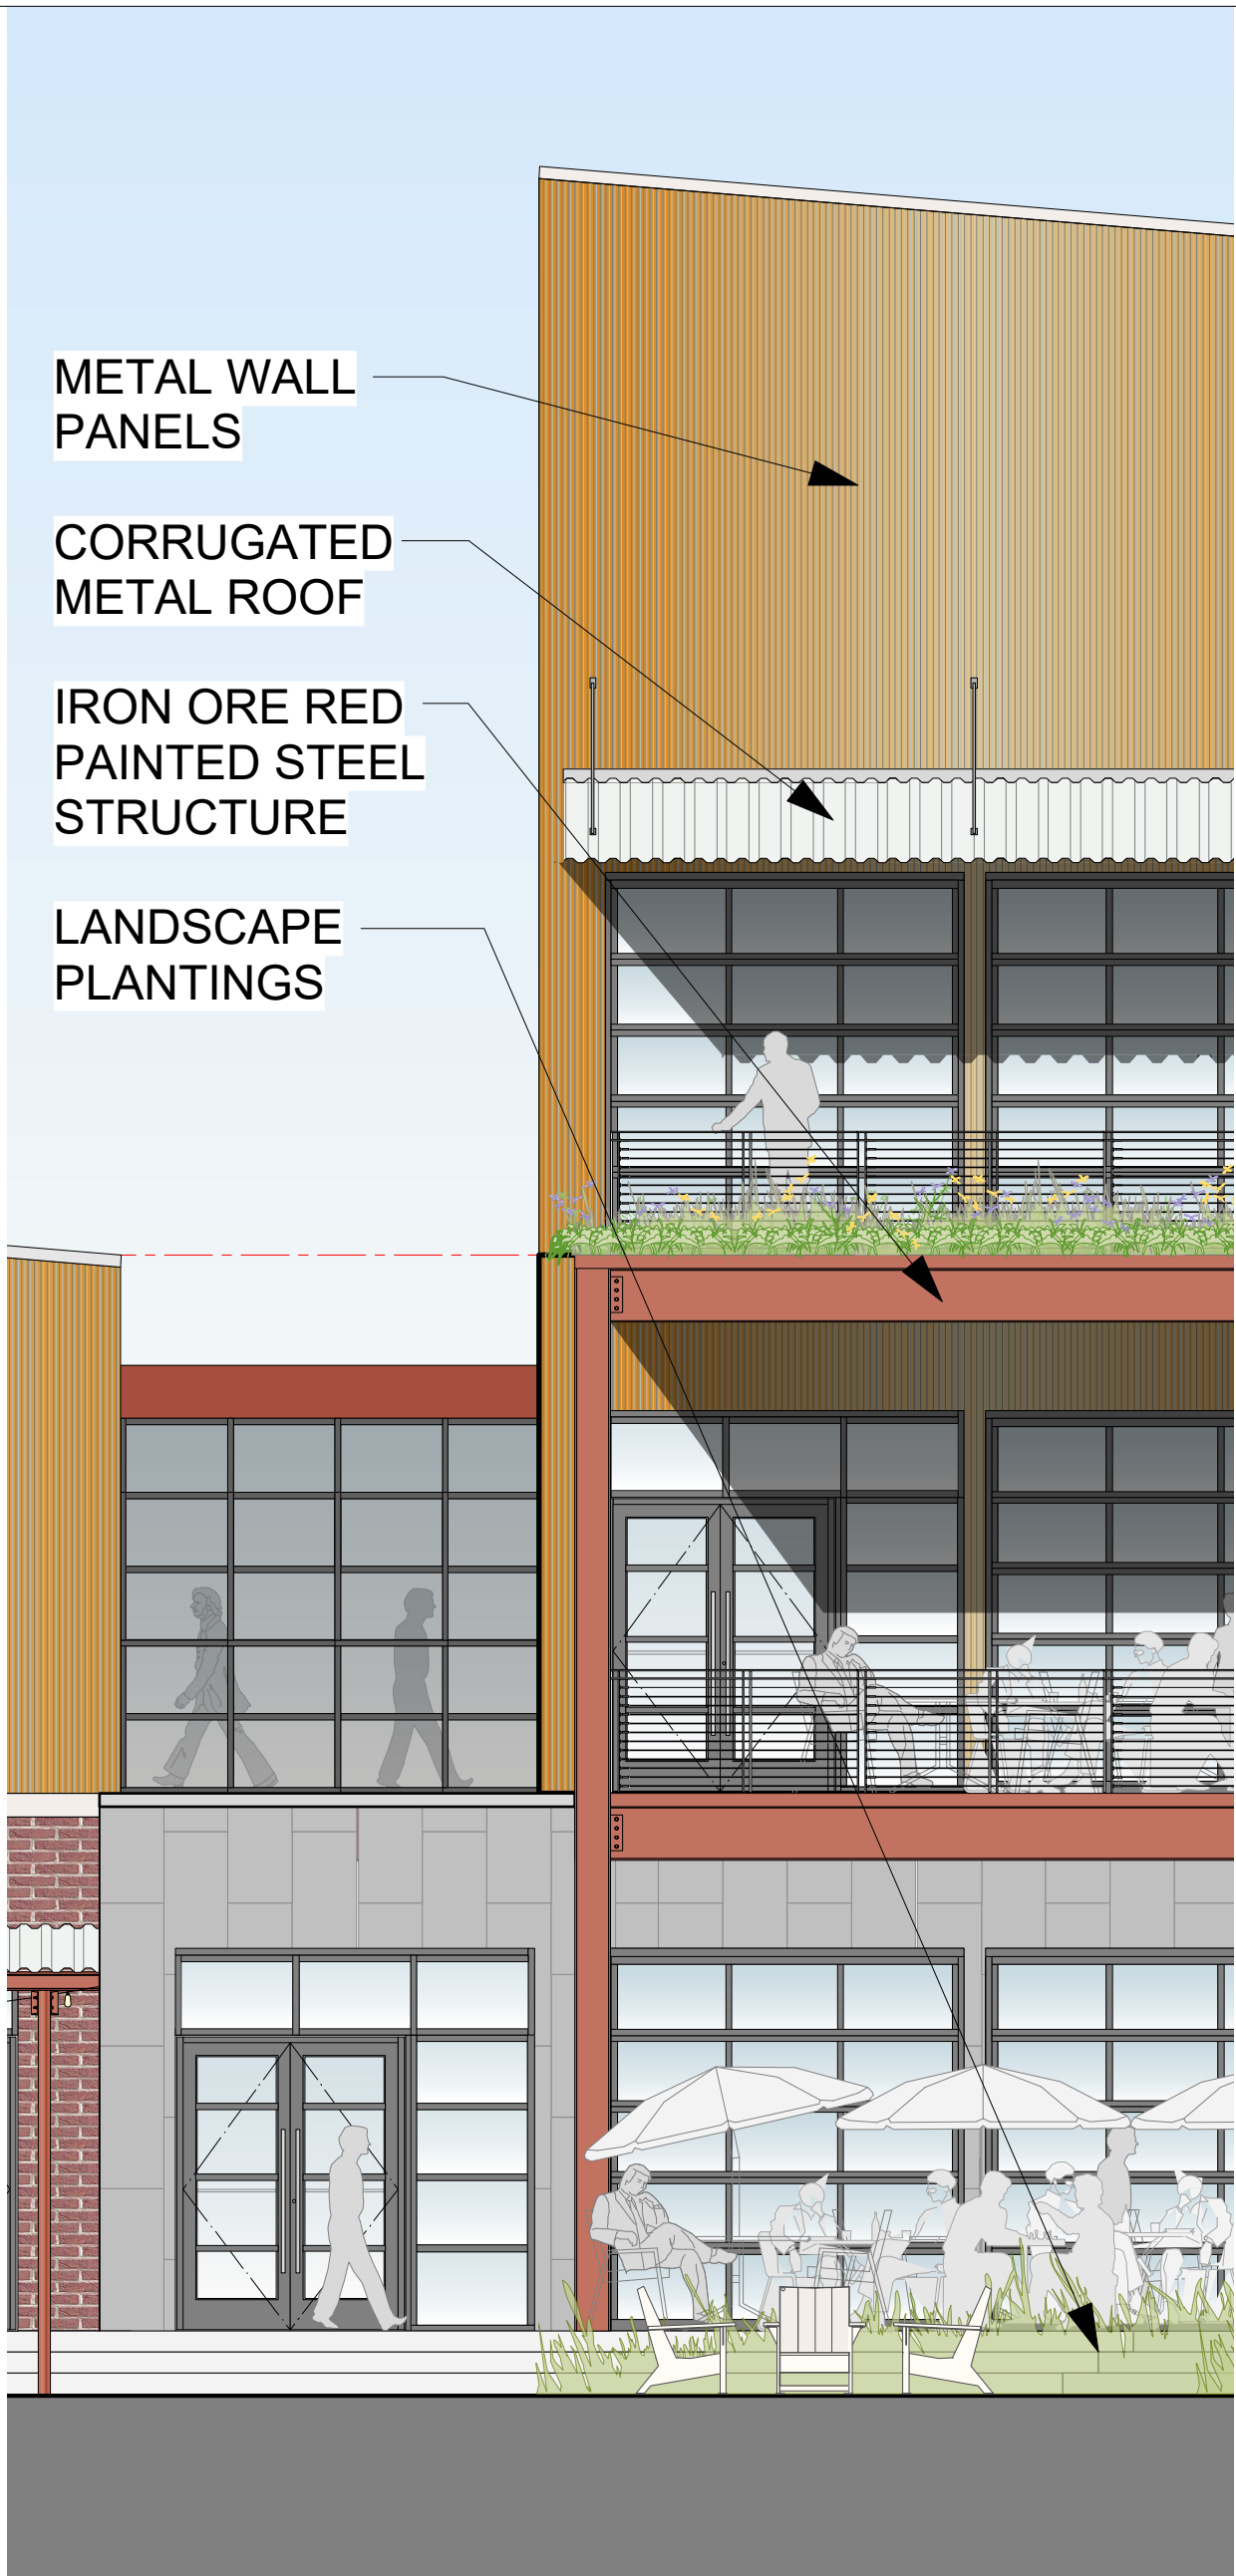 METAL WALL
PANELS
CORRUGATED
METAL ROOF
IRON ORE RED
PAINTED STEEL
STRUCTURE
LANDSCAPE
PLANTINGS